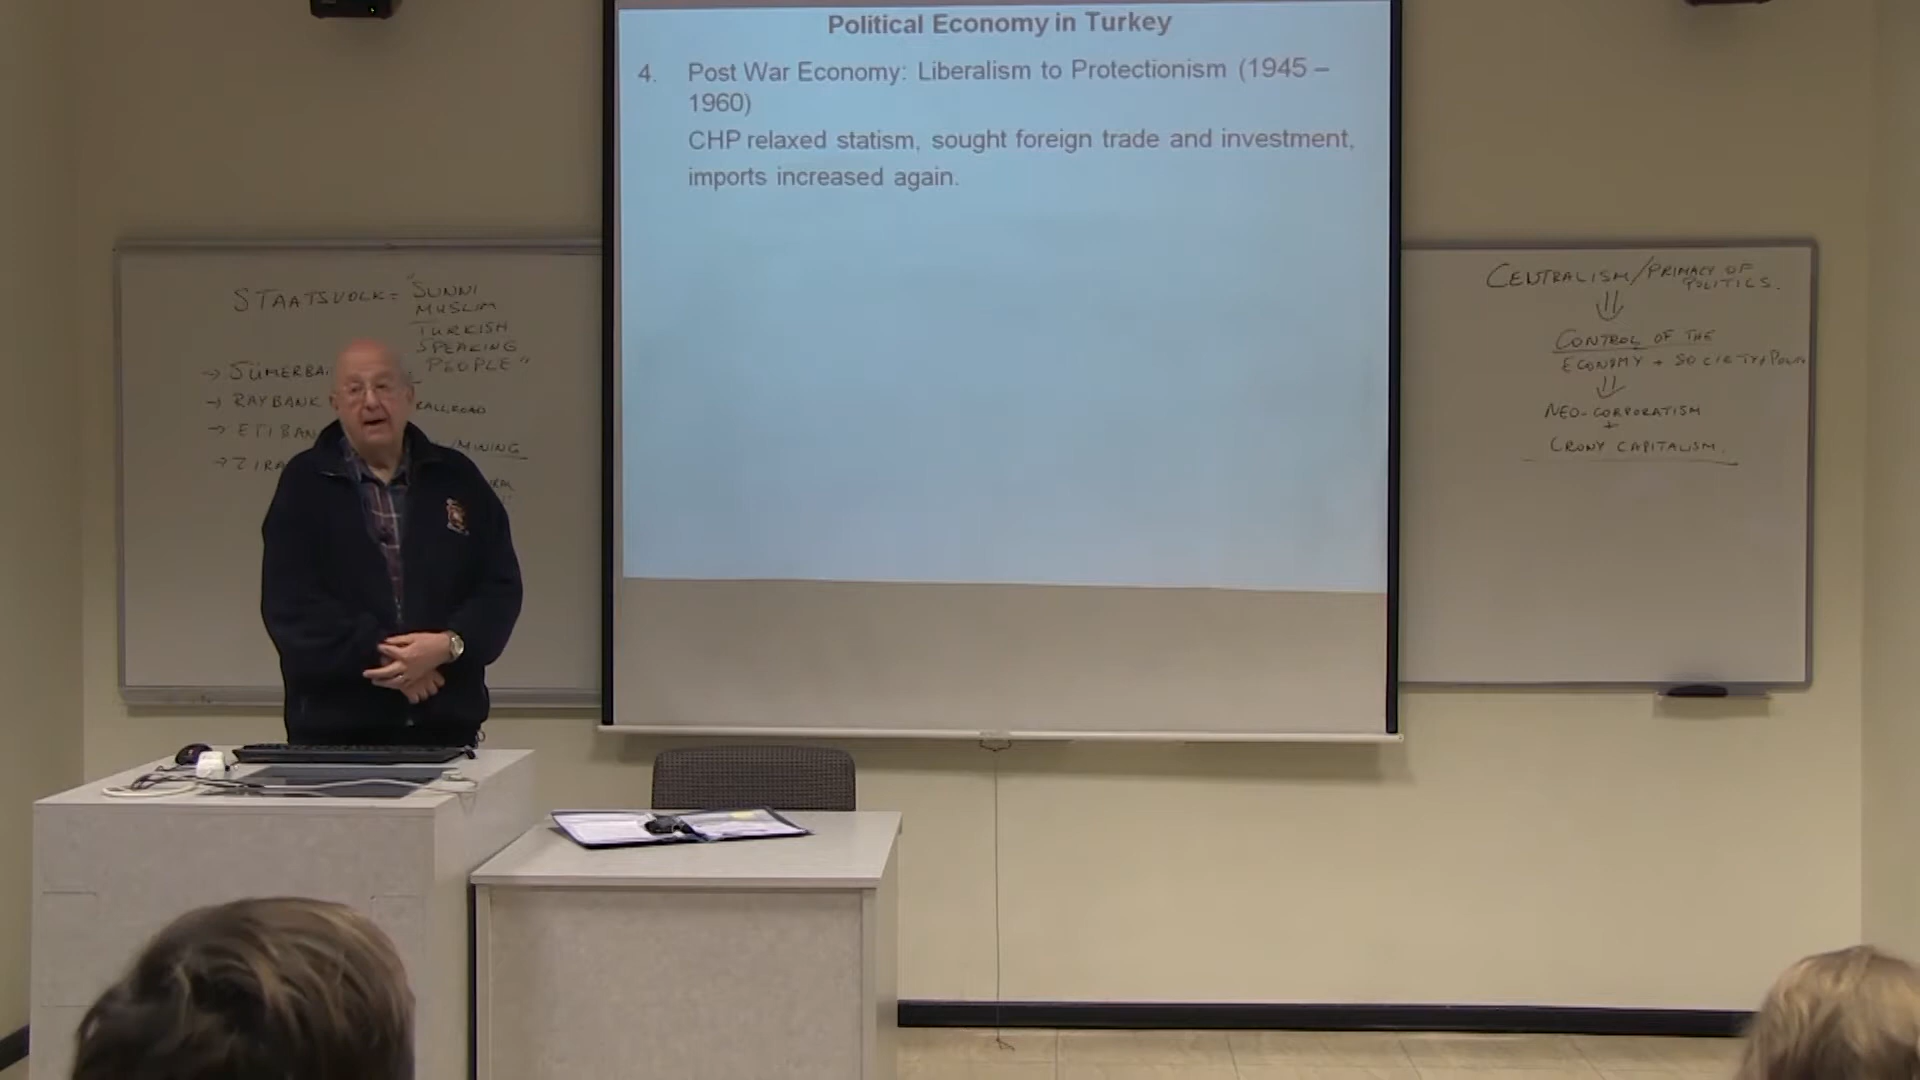 Political Economy in Turkey
4. Post War Economy: Liberalism to Protectionism (1945 –
1960)
CHP relaxed statism, sought foreign trade and investment,
imports increased again.
STAATSVOLK = "SUNNI
MUSLIM
TURKISH
SPEAKING
PEOPLE"
→ SÜMERBA
→ RAYBANK RAILROAD
→ ETIBAN /MINING
→ ZIRA
CENTRALISM/PRIMACY OF
POLITICS.
⇓
CONTROL OF THE
ECONOMY + SOCIETY +
⇓
NEO-CORPORATISM
+
CRONY CAPITALISM.